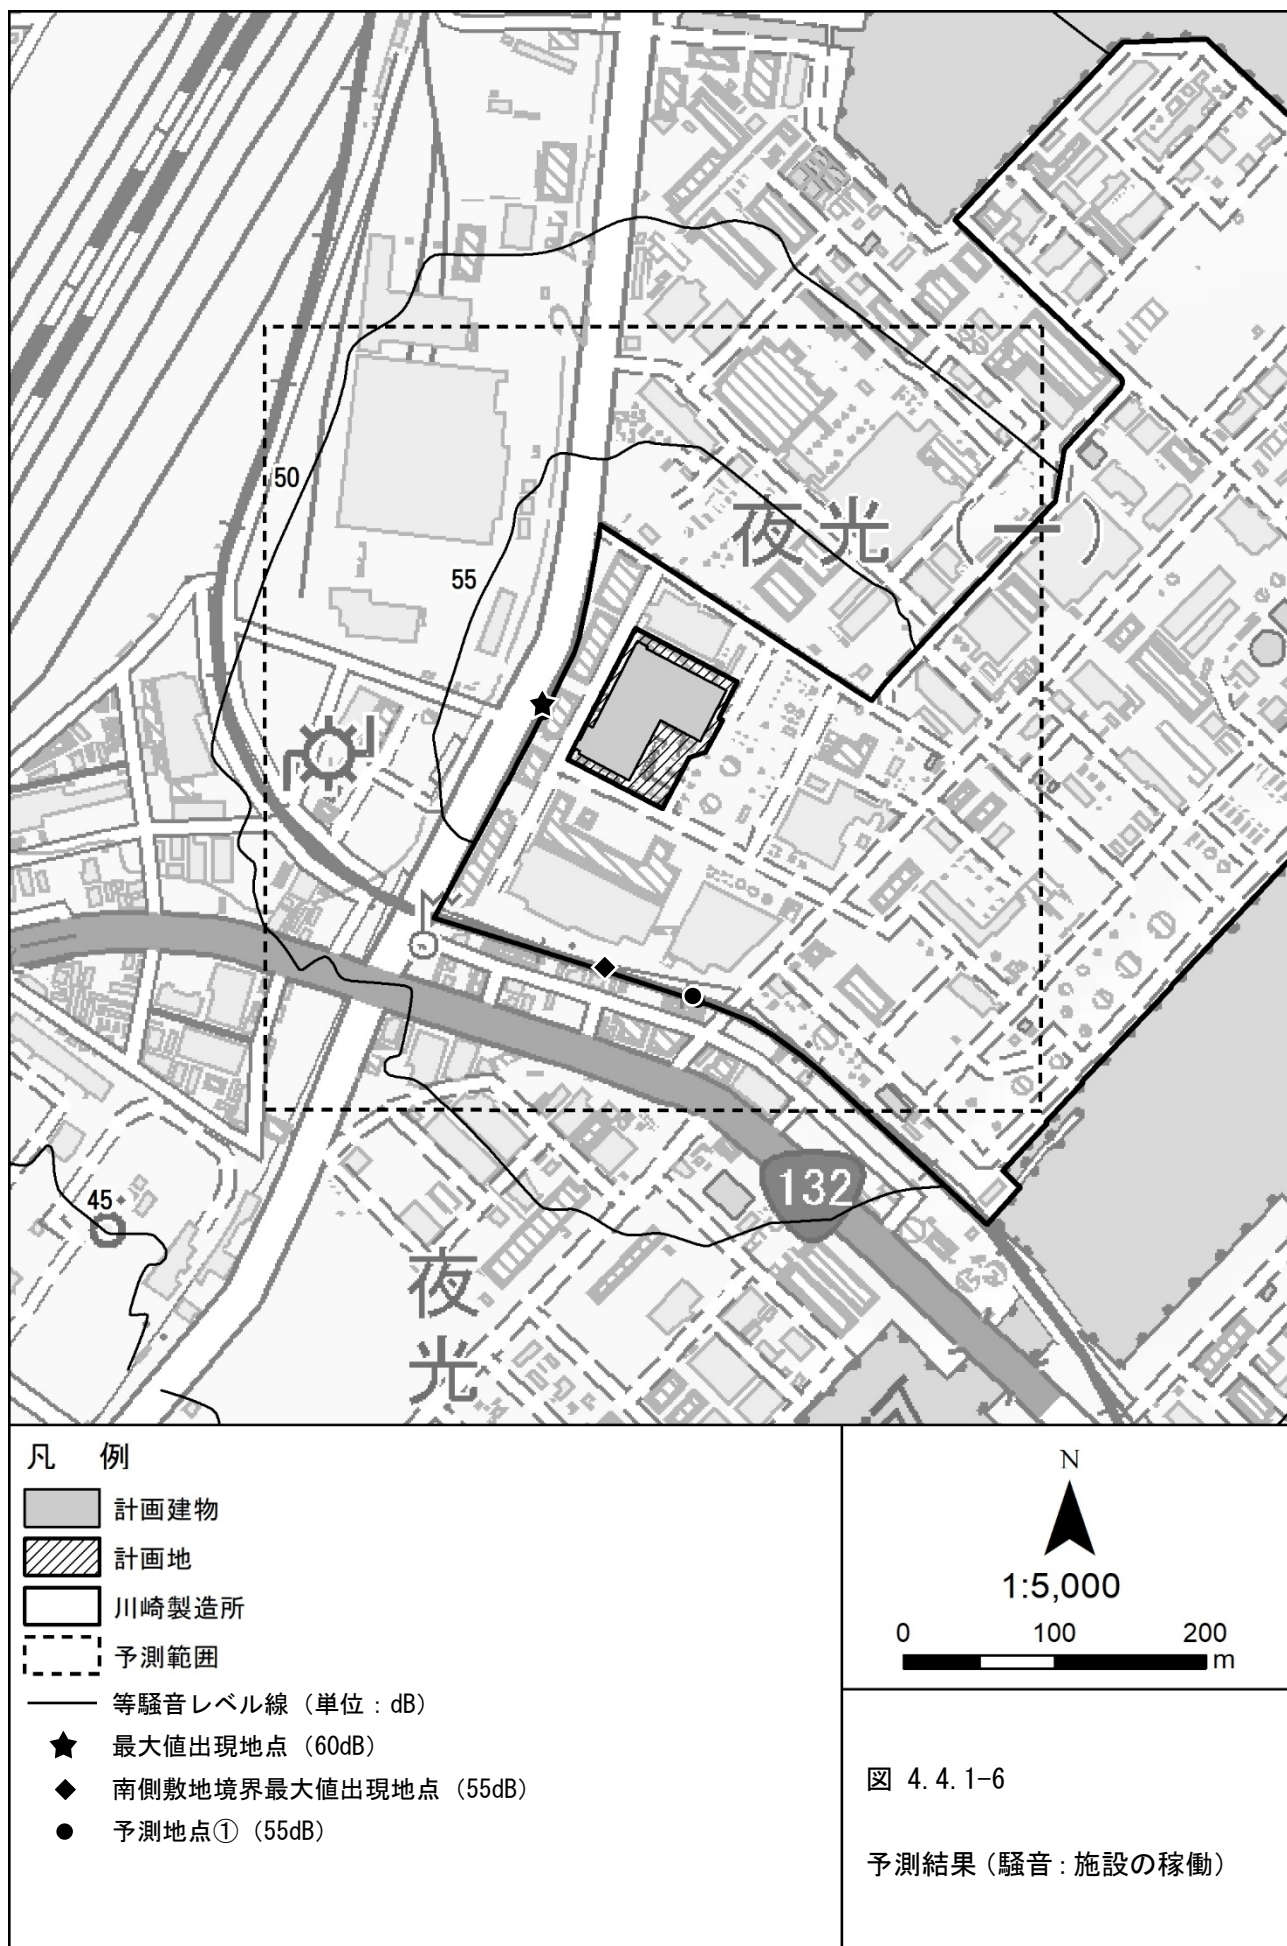 50
夜光
(一)
55
132
45
夜
光
凡 例
計画建物
計画地
川崎製造所
予測範囲
等騒音レベル線（単位：dB）
最大値出現地点（60dB）
南側敷地境界最大値出現地点（55dB）
予測地点①（55dB）
N
1:5,000
0 100 200
m
図 4.4.1-6
予測結果（騒音：施設の稼働）